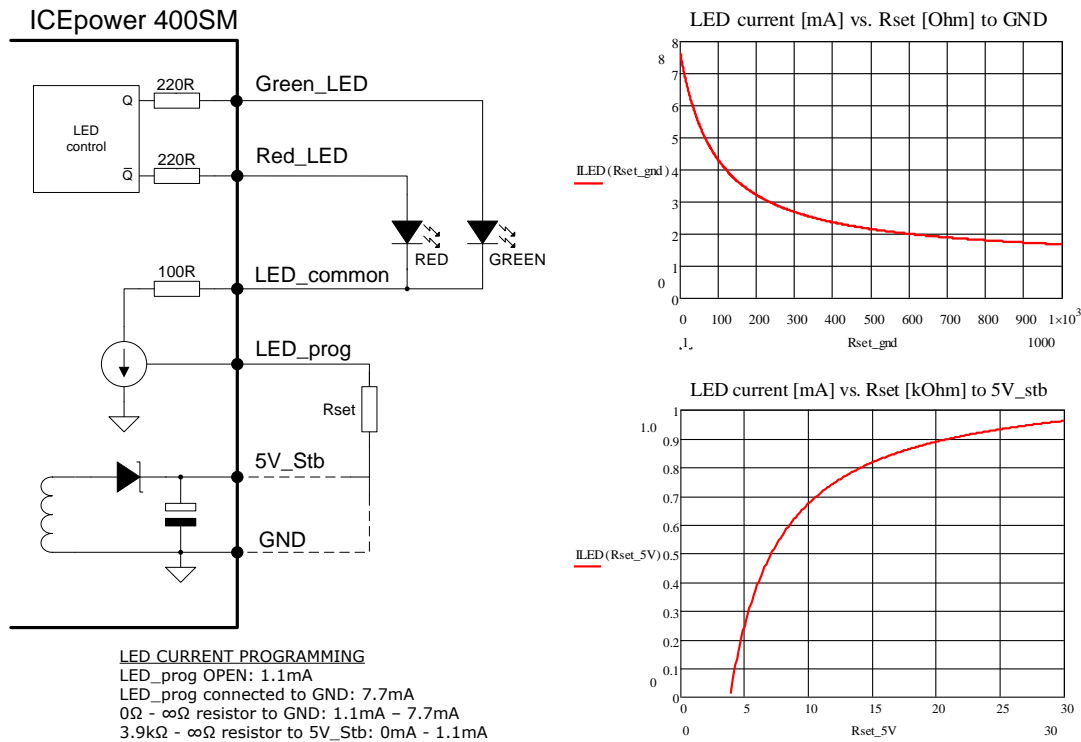 ICEpower 400SM
LED
control
Q
220R
Green_LED
Q̅
220R
Red_LED
RED
GREEN
100R
LED_common
LED_prog
Rset
5V_Stb
GND
LED CURRENT PROGRAMMING
LED_prog OPEN: 1.1mA
LED_prog connected to GND: 7.7mA
0Ω - ∞Ω resistor to GND: 1.1mA – 7.7mA
3.9kΩ - ∞Ω resistor to 5V_Stb: 0mA - 1.1mA
LED current [mA] vs. Rset [Ohm] to GND
8
8
7
6
5
ILED(Rset_gnd) 4
3
2
1
0
0
0 100 200 300 400 500 600 700 800 900 1×10³
.1, Rset_gnd 1000
LED current [mA] vs. Rset [kOhm] to 5V_stb
1
1.0
0.9
0.8
0.7
0.6
ILED(Rset_5V) 0.5
0.4
0.3
0.2
0.1
0
0
0 5 10 15 20 25 30
0 Rset_5V 30